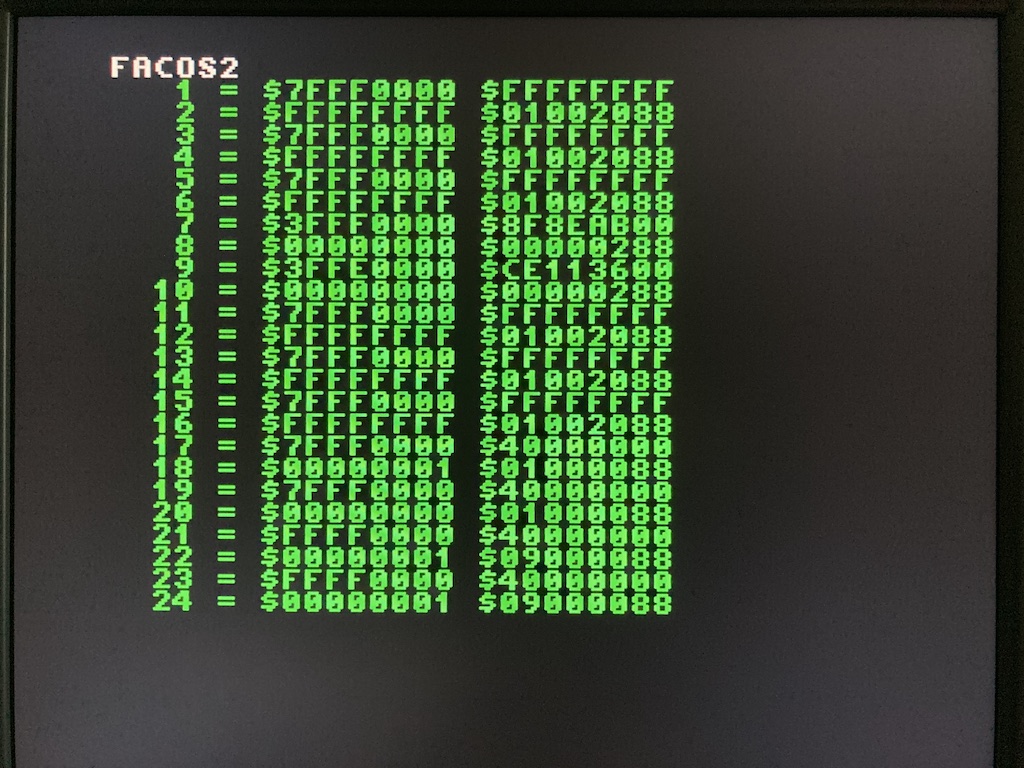 FACOS2
1 = $7FFF0000 $FFFFFFFF
2 = $FFFFFFFF $01002088
3 = $7FFF0000 $FFFFFFFF
4 = $FFFFFFFF $01002088
5 = $7FFF0000 $FFFFFFFF
6 = $FFFFFFFF $01002088
7 = $3FFF0000 $8F8EAB00
8 = $00000000 $00000288
9 = $3FFE0000 $CE113600
10 = $00000000 $00000288
11 = $7FFF0000 $FFFFFFFF
12 = $FFFFFFFF $01002088
13 = $7FFF0000 $FFFFFFFF
14 = $FFFFFFFF $01002088
15 = $7FFF0000 $FFFFFFFF
16 = $FFFFFFFF $01002088
17 = $7FFF0000 $40000000
18 = $00000001 $01000088
19 = $7FFF0000 $40000000
20 = $00000000 $01000088
21 = $FFFF0000 $40000000
22 = $00000001 $09000088
23 = $FFFF0000 $40000000
24 = $00000001 $09000088